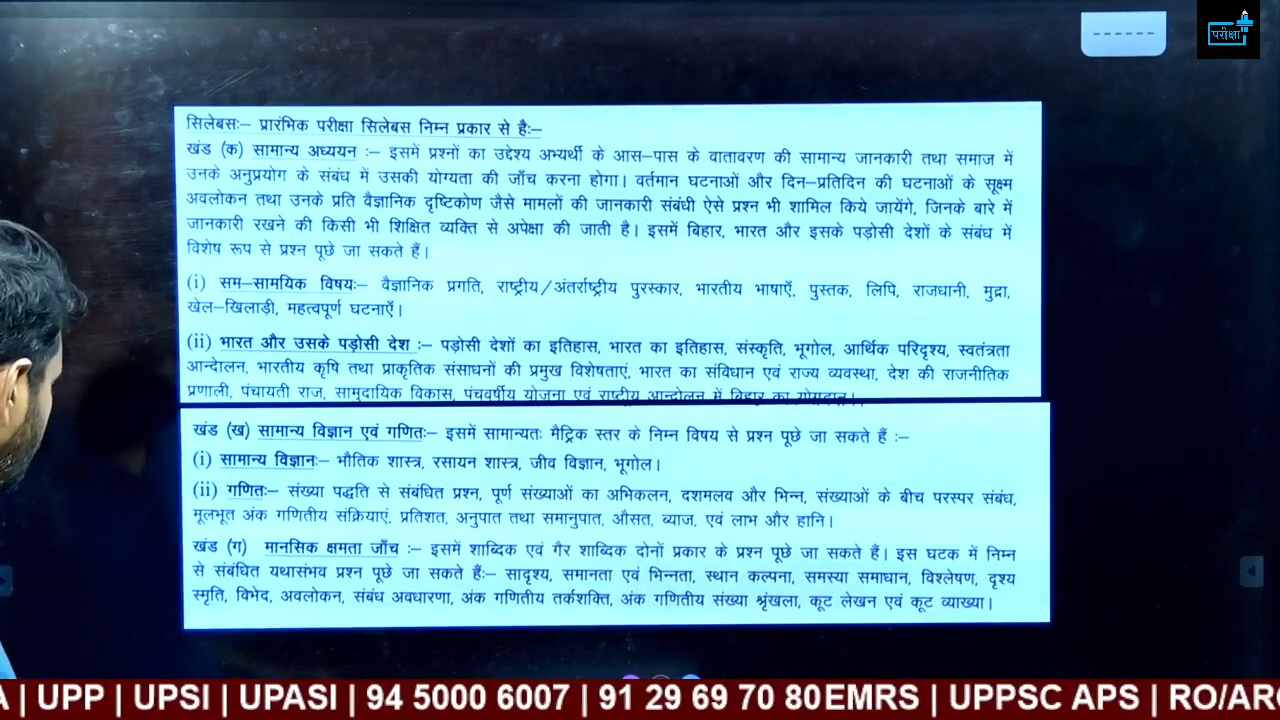 ------
परीक्षा
सिलेबसः– प्रारंभिक परीक्षा सिलेबस निम्न प्रकार से हैः–
खंड (क) सामान्य अध्ययन :– इसमें प्रश्नों का उद्देश्य अभ्यर्थी के आस–पास के वातावरण की सामान्य जानकारी तथा समाज में
उनके अनुप्रयोग के संबंध में उसकी योग्यता की जाँच करना होगा। वर्तमान घटनाओं और दिन–प्रतिदिन की घटनाओं के सूक्ष्म
अवलोकन तथा उनके प्रति वैज्ञानिक दृष्टिकोण जैसे मामलों की जानकारी संबंधी ऐसे प्रश्न भी शामिल किये जायेंगे, जिनके बारे में
जानकारी रखने की किसी भी शिक्षित व्यक्ति से अपेक्षा की जाती है। इसमें बिहार, भारत और इसके पड़ोसी देशों के संबंध में
विशेष रूप से प्रश्न पूछे जा सकते हैं।
(i) सम–सामयिक विषयः– वैज्ञानिक प्रगति, राष्ट्रीय/अंतर्राष्ट्रीय पुरस्कार, भारतीय भाषाएँ, पुस्तक, लिपि, राजधानी, मुद्रा,
खेल–खिलाड़ी, महत्वपूर्ण घटनाएँ।
(ii) भारत और उसके पड़ोसी देश :– पड़ोसी देशों का इतिहास, भारत का इतिहास, संस्कृति, भूगोल, आर्थिक परिदृश्य, स्वतंत्रता
आन्दोलन, भारतीय कृषि तथा प्राकृतिक संसाधनों की प्रमुख विशेषताएं, भारत का संविधान एवं राज्य व्यवस्था, देश की राजनीतिक
प्रणाली, पंचायती राज, सामुदायिक विकास, पंचवर्षीय योजना एवं राष्ट्रीय आन्दोलन में बिहार का योगदान।
खंड (ख) सामान्य विज्ञान एवं गणितः– इसमें सामान्यतः मैट्रिक स्तर के निम्न विषय से प्रश्न पूछे जा सकते हैं :–
(i) सामान्य विज्ञानः– भौतिक शास्त्र, रसायन शास्त्र, जीव विज्ञान, भूगोल।
(ii) गणितः– संख्या पद्धति से संबंधित प्रश्न, पूर्ण संख्याओं का अभिकलन, दशमलव और भिन्न, संख्याओं के बीच परस्पर संबंध,
मूलभूत अंक गणितीय संक्रियाएं, प्रतिशत, अनुपात तथा समानुपात, औसत, ब्याज, एवं लाभ और हानि।
खंड (ग) मानसिक क्षमता जाँच :– इसमें शाब्दिक एवं गैर शाब्दिक दोनों प्रकार के प्रश्न पूछे जा सकते हैं। इस घटक में निम्न
से संबंधित यथासंभव प्रश्न पूछे जा सकते हैंः– सादृश्य, समानता एवं भिन्नता, स्थान कल्पना, समस्या समाधान, विश्लेषण, दृश्य
स्मृति, विभेद, अवलोकन, संबंध अवधारणा, अंक गणितीय तर्कशक्ति, अंक गणितीय संख्या श्रृंखला, कूट लेखन एवं कूट व्याख्या।
A | UPP | UPSI | UPASI | 94 5000 6007 | 91 29 69 70 80EMRS | UPPSC APS | RO/ARO